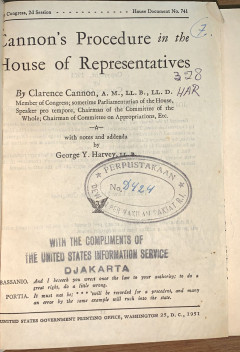 Congress, 2d Session
House Document No. 741
7
Cannon's Procedure in the
House of Representatives
328
HAR
By Clarence Cannon, A. M., LL. B., LL. D.
Member of Congress; sometime Parliamentarian of the House,
Speaker pro tempore, Chairman of the Committee of the
Whole; Chairman of Committee on Appropriations, Etc.
with notes and addenda
by
George Y. Harvey, LL. B.
PERPUSTAKAAN
No. D424
WITH THE COMPLIMENTS OF
THE UNITED STATES INFORMATION SERVICE
DJAKARTA
BASSANIO. And I beseech you wrest once the law to your authority; to do a
great right, do a little wrong.
PORTIA. It must not be; * * * 'twill be recorded for a precedent, and many
an error by the same example will rush into the state.
UNITED STATES GOVERNMENT PRINTING OFFICE, WASHINGTON 25, D. C., 1951